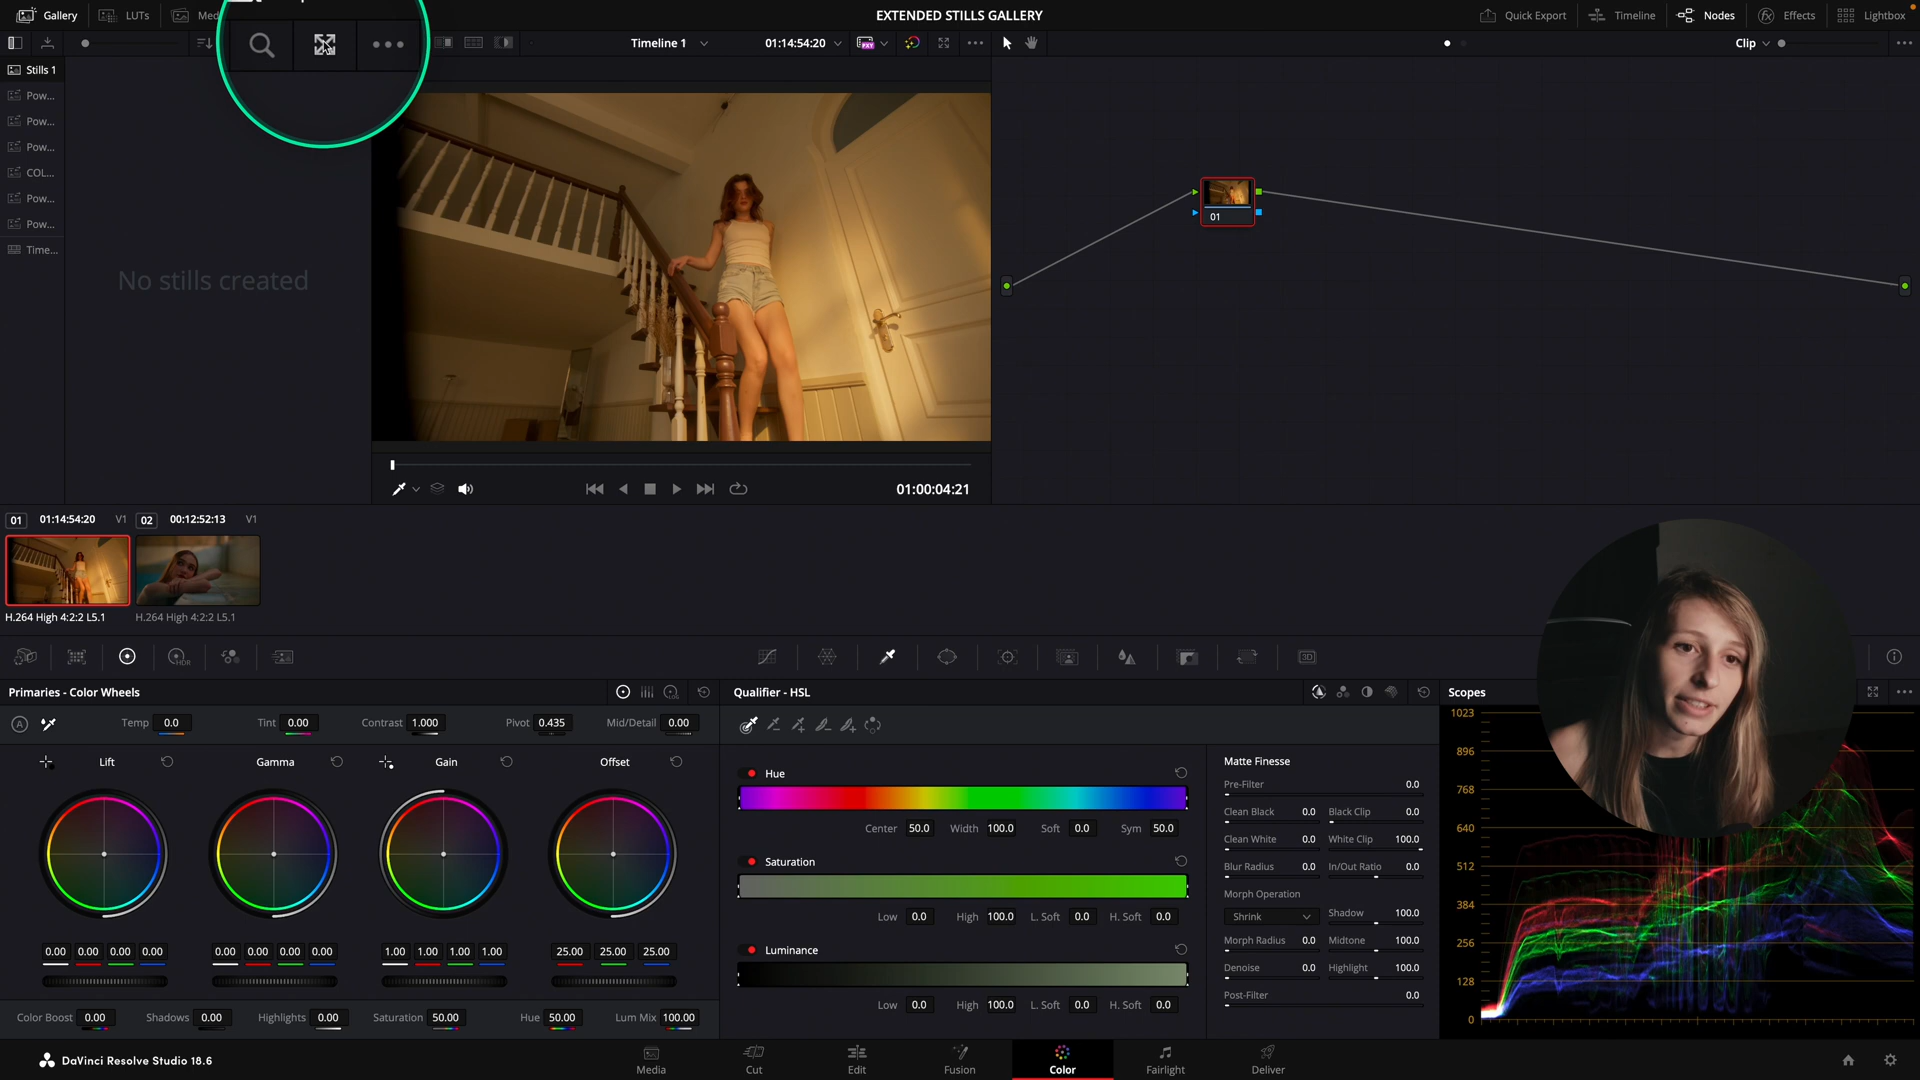 Gallery
LUTs
Med
EXTENDED STILLS GALLERY
Quick Export
Timeline
Nodes
Effects
Lightbox
Timeline 1
01:14:54:20
PXY
Clip
Stills 1
Pow...
Pow...
Pow...
COL...
Pow...
Pow...
Time...
No stills created
01
01:00:04:21
01 01:14:54:20 V1
02 00:12:52:13 V1
H.264 High 4:2:2 L5.1
H.264 High 4:2:2 L5.1
HDR
3D
Primaries - Color Wheels
LOG
A
Temp 0.0
Tint 0.00
Contrast 1.000
Pivot 0.435
Mid/Detail 0.00
Lift
Gamma
Gain
Offset
0.00 0.00 0.00 0.00
0.00 0.00 0.00 0.00
1.00 1.00 1.00 1.00
25.00 25.00 25.00
Color Boost 0.00
Shadows 0.00
Highlights 0.00
Saturation 50.00
Hue 50.00
Lum Mix 100.00
Qualifier - HSL
Hue
Center 50.0 Width 100.0 Soft 0.0 Sym 50.0
Saturation
Low 0.0 High 100.0 L. Soft 0.0 H. Soft 0.0
Luminance
Low 0.0 High 100.0 L. Soft 0.0 H. Soft 0.0
Matte Finesse
Pre-Filter 0.0
Clean Black 0.0 Black Clip 0.0
Clean White 0.0 White Clip 100.0
Blur Radius 0.0 In/Out Ratio 0.0
Morph Operation
Shrink Shadow 100.0
Morph Radius 0.0 Midtone 100.0
Denoise 0.0 Highlight 100.0
Post-Filter 0.0
Scopes
1023
896
768
640
512
384
256
128
0
DaVinci Resolve Studio 18.6
Media
Cut
Edit
Fusion
Color
Fairlight
Deliver